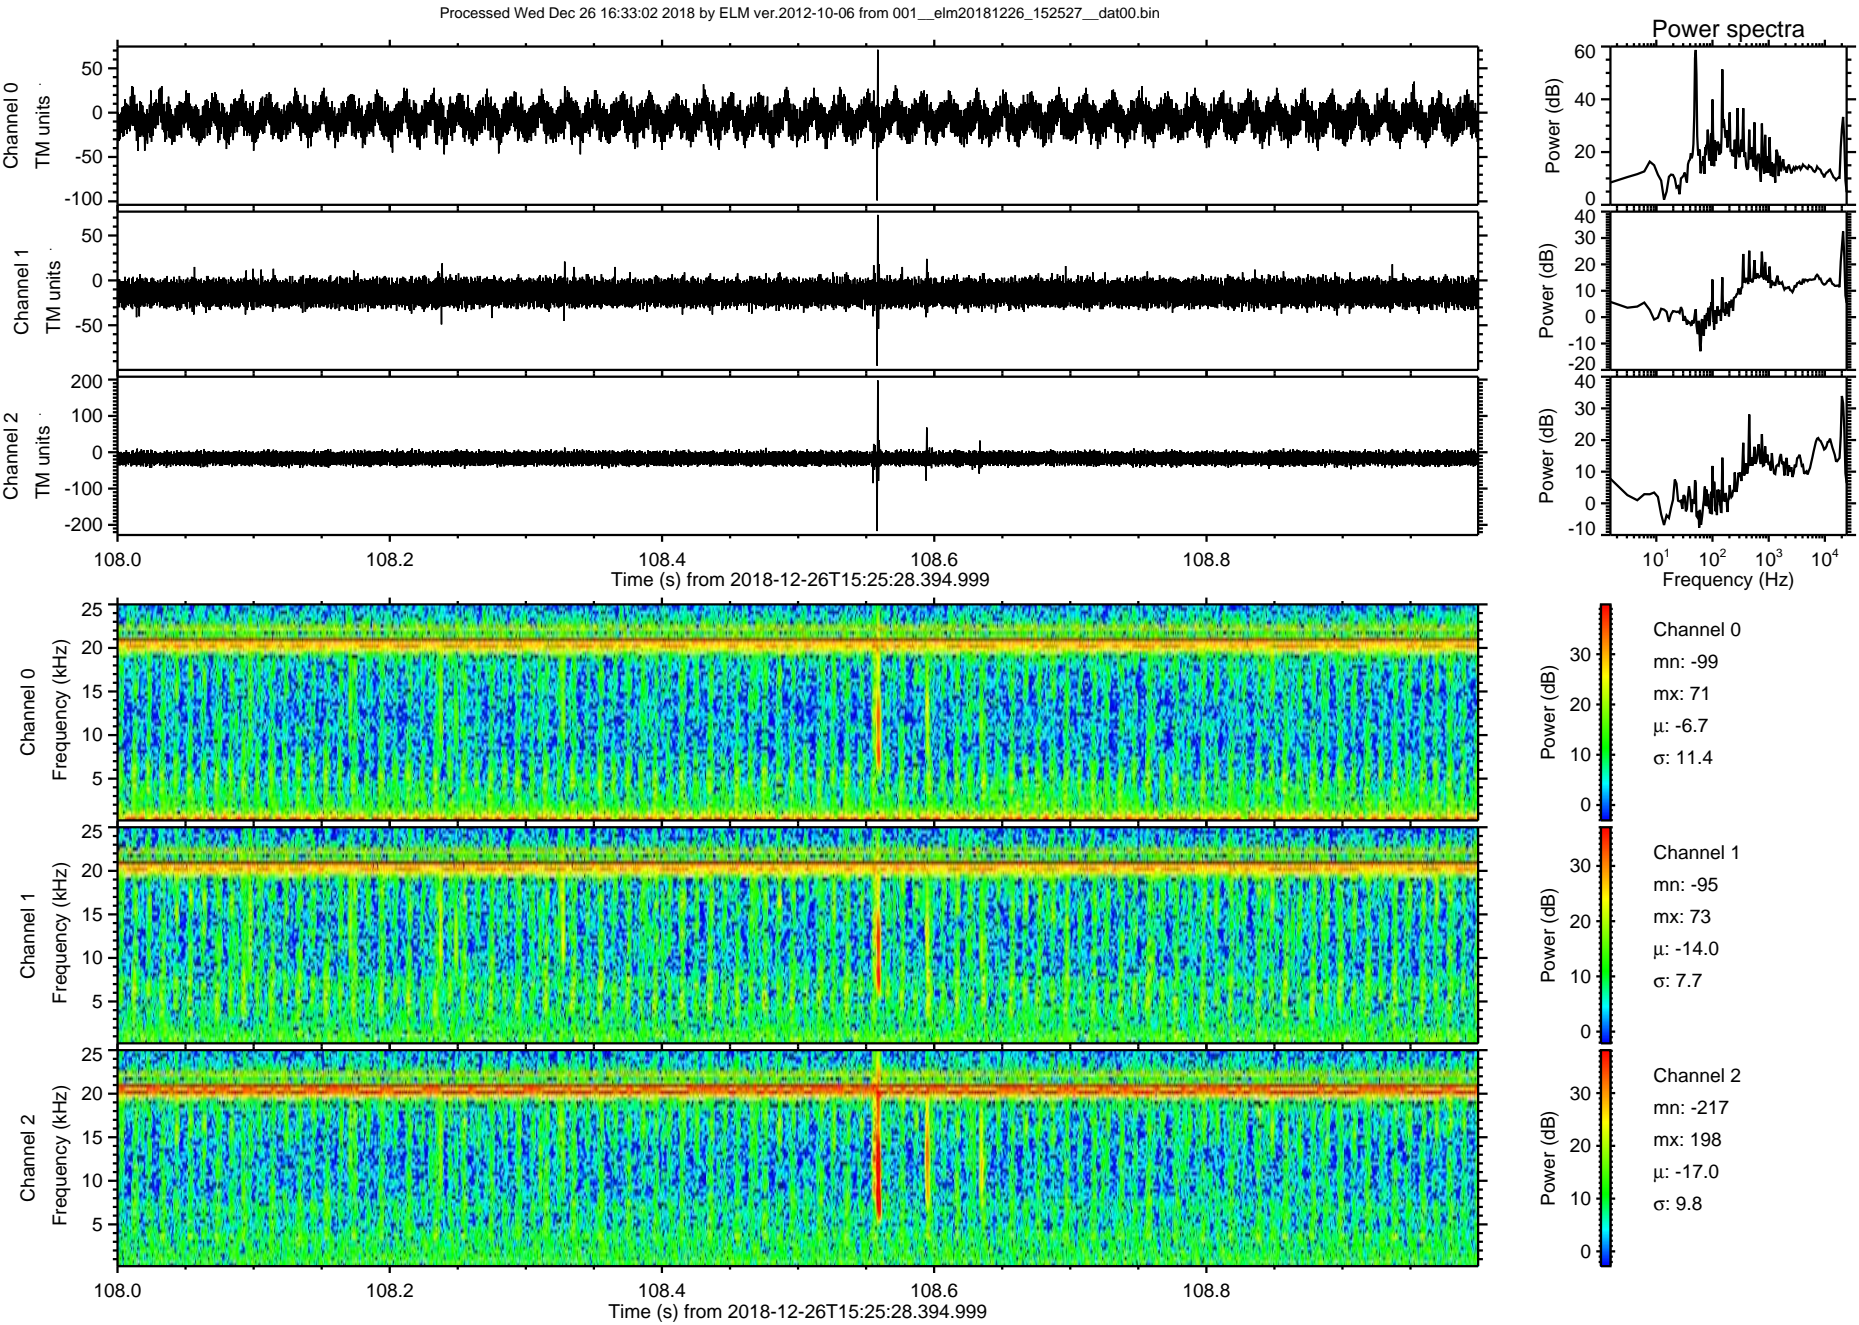 Processed Wed Dec 26 16:33:02 2018 by ELM ver.2012-10-06 from 001__elm20181226_152527__dat00.bin
Power spectra
Channel 0
TM units
50
0
-50
-100
Power (dB)
60
40
20
0
Channel 1
TM units
50
0
-50
Power (dB)
40
30
20
10
0
-10
-20
Channel 2
TM units
200
100
0
-100
-200
Power (dB)
40
30
20
10
0
-10
108.0 108.2 108.4 108.6 108.8
Time (s) from 2018-12-26T15:25:28.394.999
10¹ 10² 10³ 10⁴
Frequency (Hz)
Channel 0
Frequency (kHz)
25
20
15
10
5
Power (dB)
30
20
10
0
Channel 0
mn: -99
mx: 71
μ: -6.7
σ: 11.4
Channel 1
Frequency (kHz)
25
20
15
10
5
Power (dB)
30
20
10
0
Channel 1
mn: -95
mx: 73
μ: -14.0
σ: 7.7
Channel 2
Frequency (kHz)
25
20
15
10
5
Power (dB)
30
20
10
0
Channel 2
mn: -217
mx: 198
μ: -17.0
σ: 9.8
108.0 108.2 108.4 108.6 108.8
Time (s) from 2018-12-26T15:25:28.394.999